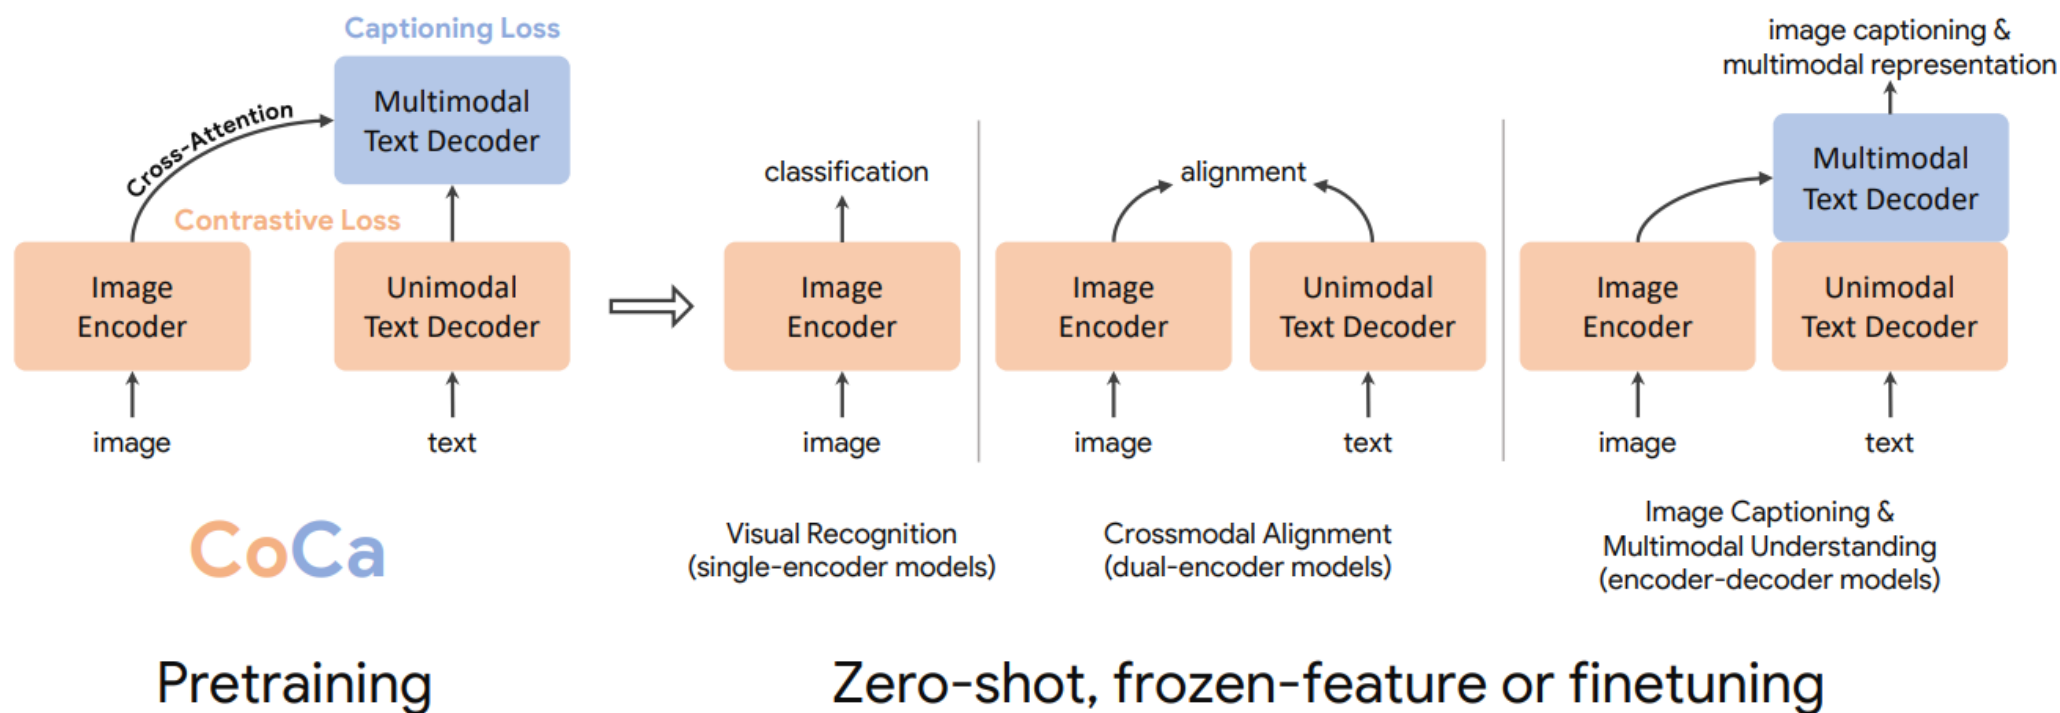 Captioning Loss
Multimodal
Text Decoder
Cross-Attention
Contrastive Loss
Image
Encoder
Unimodal
Text Decoder
image
text
CoCa
Pretraining
classification
Image
Encoder
image
Visual Recognition
(single-encoder models)
alignment
Image
Encoder
Unimodal
Text Decoder
image
text
Crossmodal Alignment
(dual-encoder models)
image captioning &
multimodal representation
Multimodal
Text Decoder
Image
Encoder
Unimodal
Text Decoder
image
text
Image Captioning &
Multimodal Understanding
(encoder-decoder models)
Zero-shot, frozen-feature or finetuning